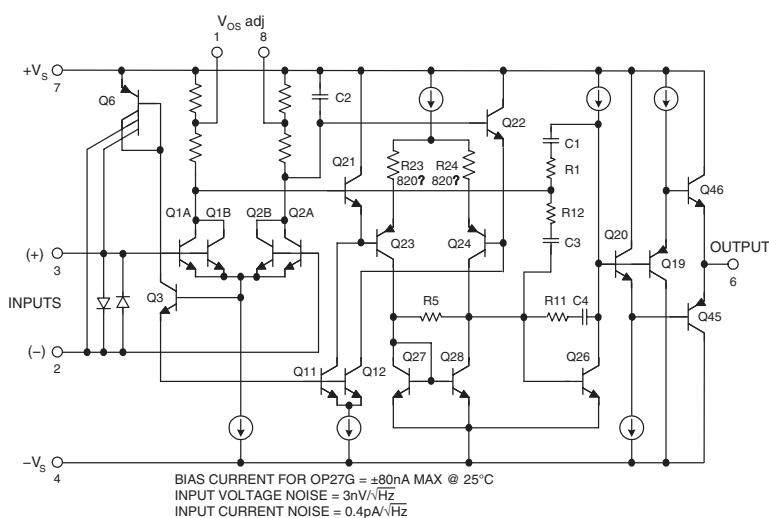 VOS adj
1 8
+VS
7
Q6
C2
Q22
C1
R1
Q21
R23
820?
R24
820?
R12
C3
Q46
Q1A Q1B Q2B Q2A
Q23
Q24
Q20
Q19
OUTPUT
6
(+)
3
INPUTS
Q3
R5
R11 C4
Q45
(−)
2
Q11 Q12
Q27 Q28
Q26
−VS
4
BIAS CURRENT FOR OP27G = ±80nA MAX @ 25°C
INPUT VOLTAGE NOISE = 3nV/√Hz
INPUT CURRENT NOISE = 0.4pA/√Hz